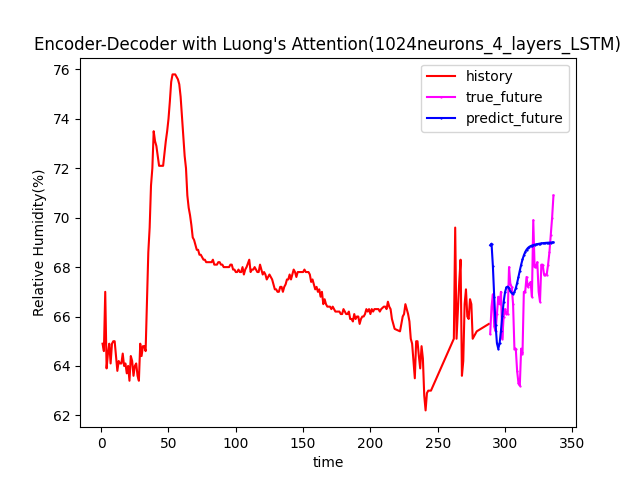 Encoder-Decoder with Luong's Attention(1024neurons_4_layers_LSTM)
history
true_future
predict_future
Relative Humidity(%)
76
74
72
70
68
66
64
62
0 50 100 150 200 250 300 350
time